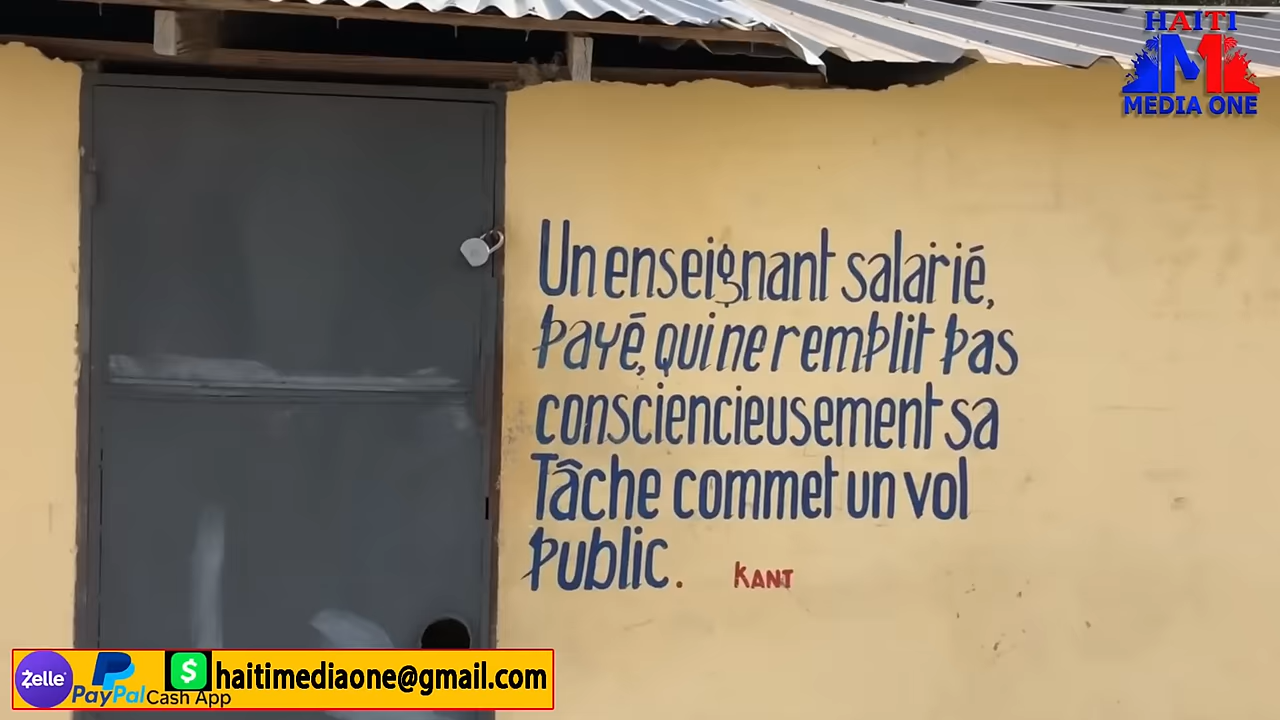 HAITI
M
MEDIA ONE
Un enseignant salarié,
payé, qui ne remplit pas
consciencieusement sa
Tâche commet un vol
public.
KANT
Zelle
PayPal
$
Cash App
haitimediaone@gmail.com